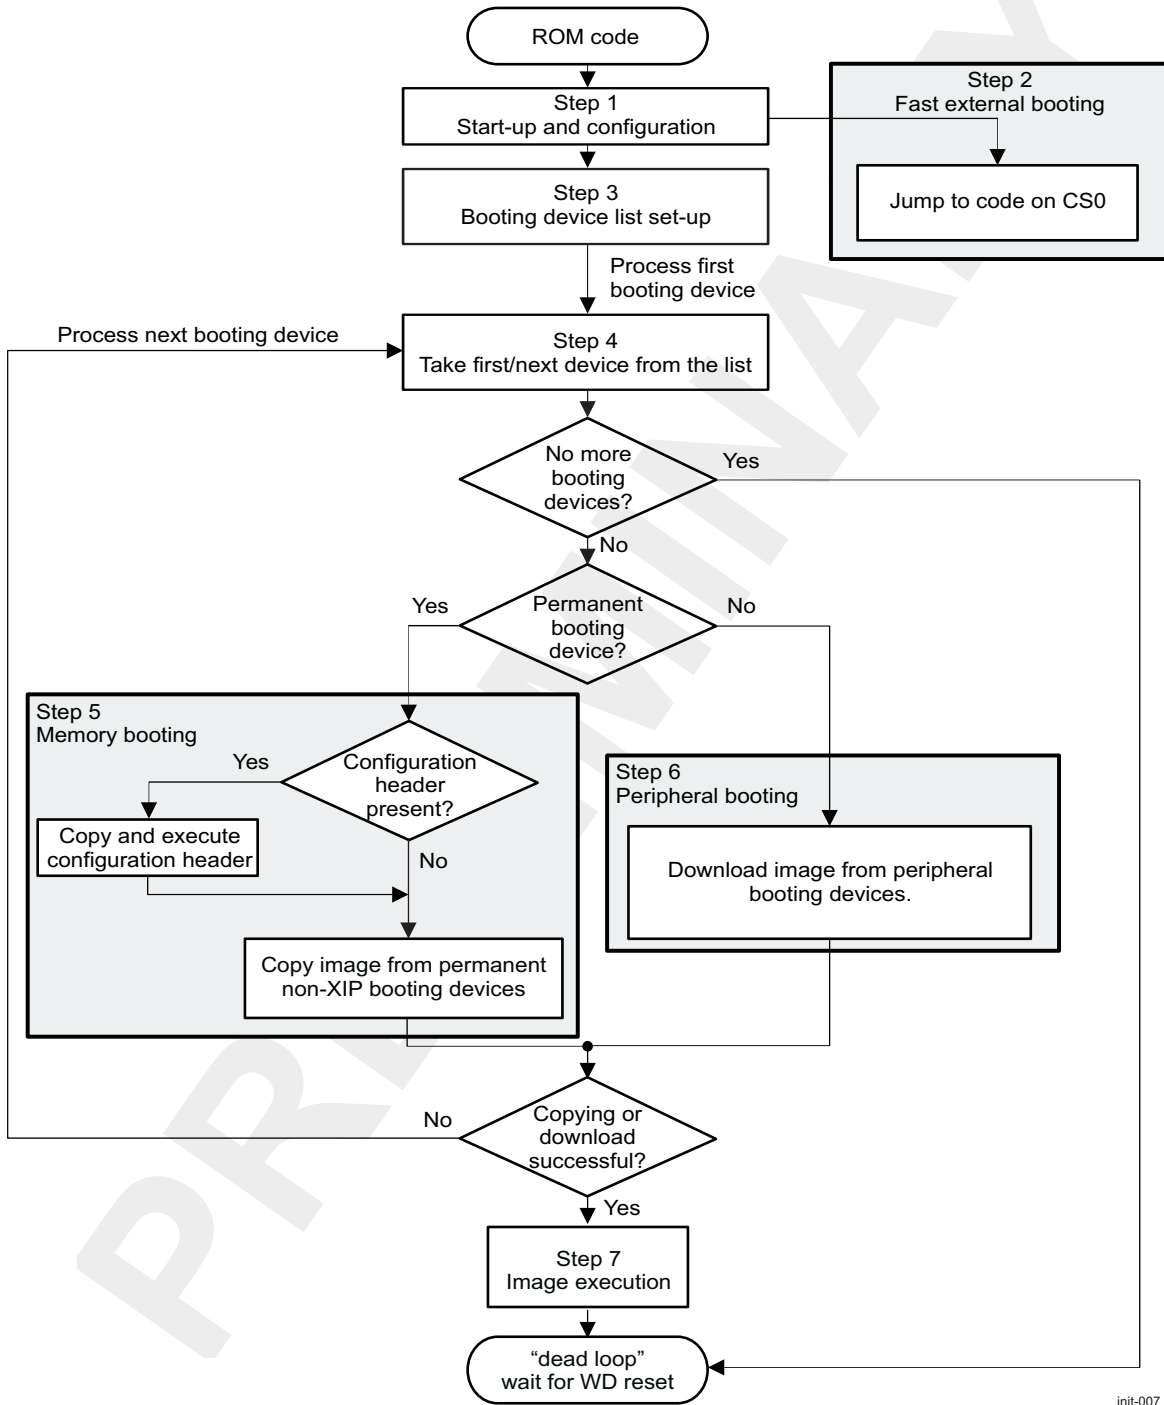 ROM code
Step 1
Start-up and configuration
Step 2
Fast external booting
Jump to code on CS0
Step 3
Booting device list set-up
Process first
booting device
Process next booting device
Step 4
Take first/next device from the list
No more
booting
devices?
Yes
No
Permanent
booting
device?
Yes
No
Step 5
Memory booting
Configuration
header
present?
Yes
No
Copy and execute
configuration header
Copy image from permanent
non-XIP booting devices
Step 6
Peripheral booting
Download image from peripheral
booting devices.
Copying or
download
successful?
No
Yes
Step 7
Image execution
“dead loop”
wait for WD reset
init-007